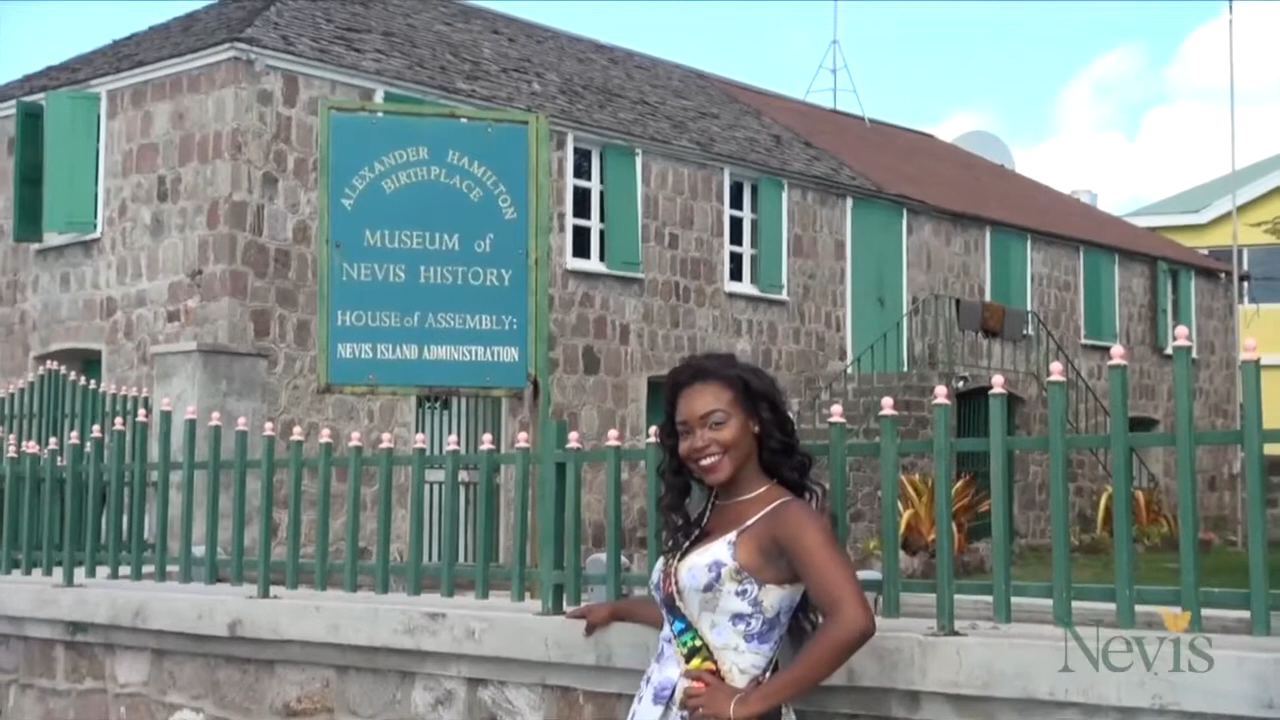 ALEXANDER HAMILTON
BIRTHPLACE
MUSEUM of
NEVIS HISTORY
HOUSE of ASSEMBLY:
NEVIS ISLAND ADMINISTRATION
Nevis